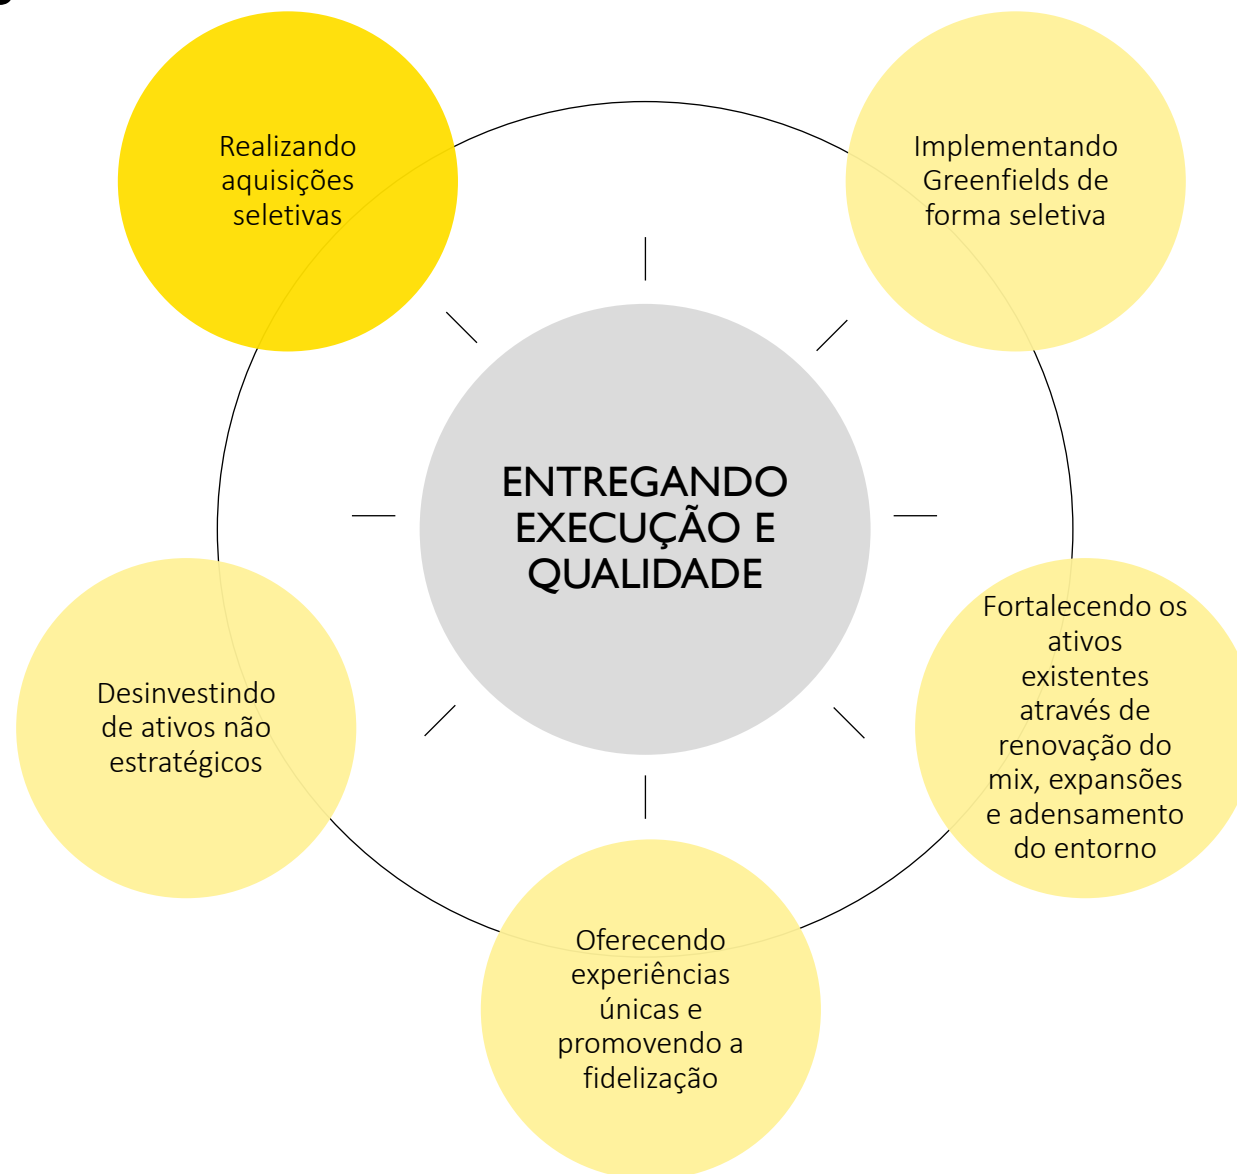 Realizando
aquisições
seletivas
Implementando
Greenfields de
forma seletiva
ENTREGANDO
EXECUÇÃO E
QUALIDADE
Fortalecendo os
ativos
existentes
através de
renovação do
mix, expansões
e adensamento
do entorno
Desinvestindo
de ativos não
estratégicos
Oferecendo
experiências
únicas e
promovendo a
fidelização